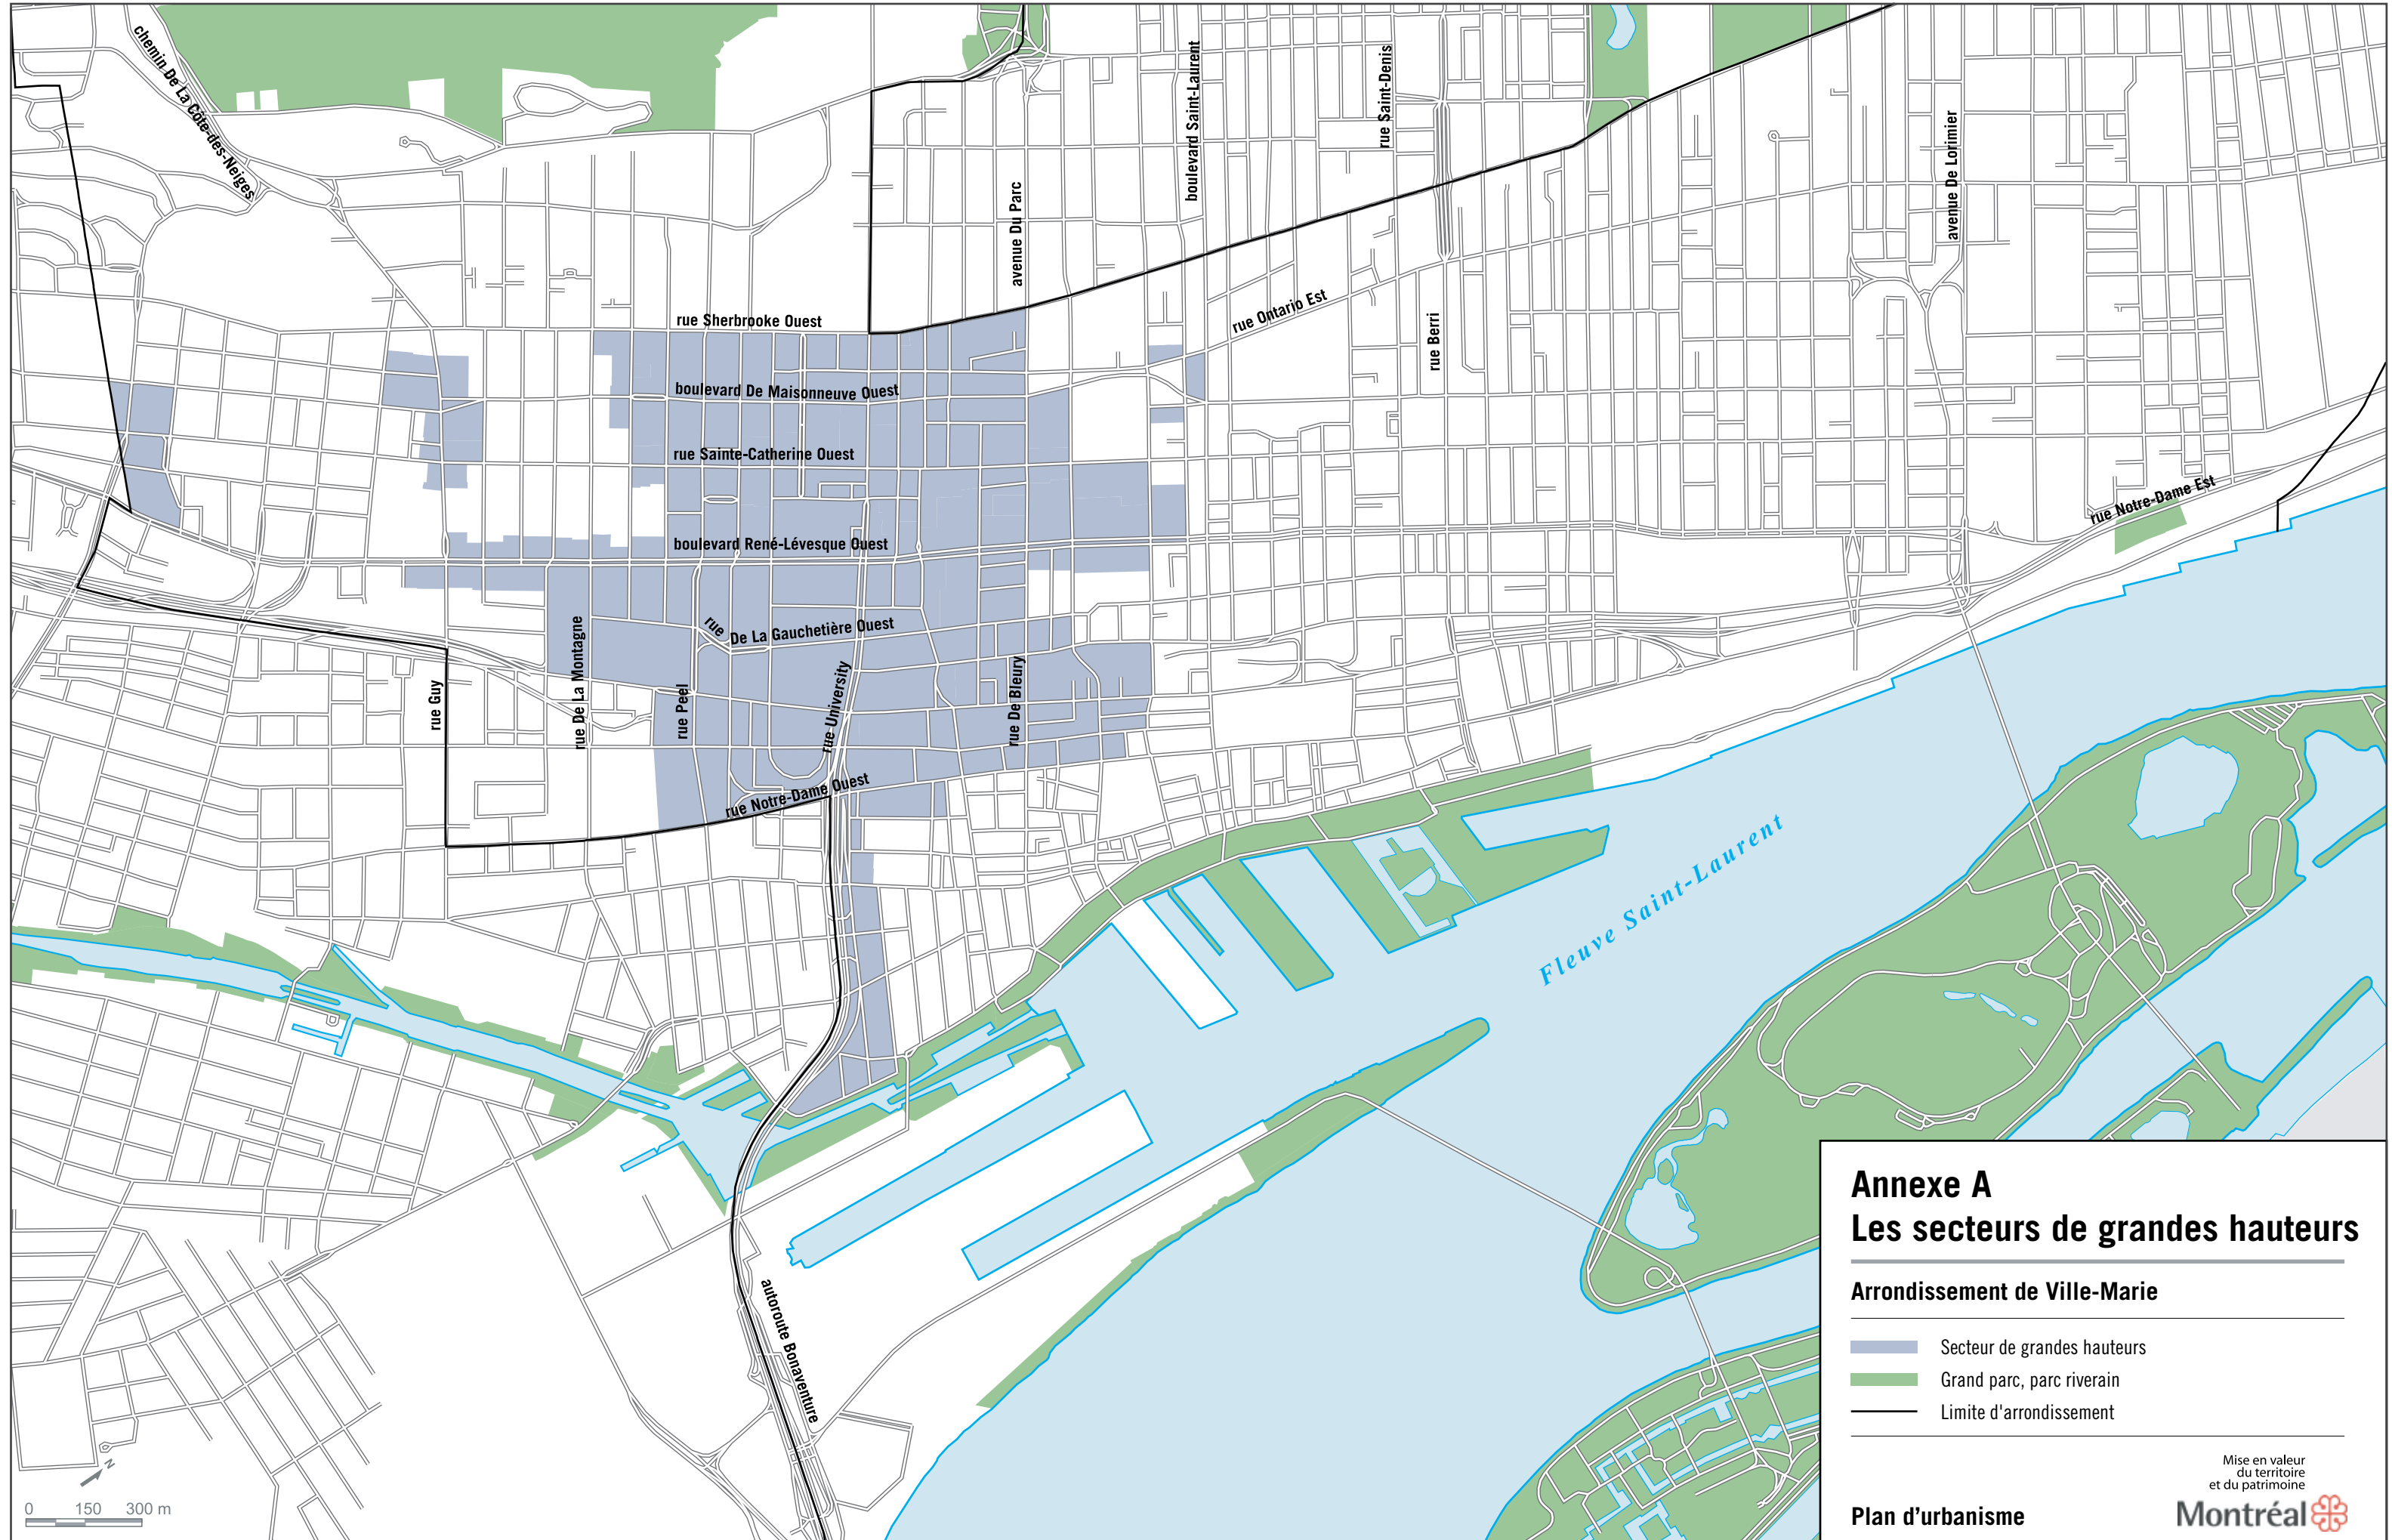 chemin De La Côte-des-Neiges
boulevard Saint-Laurent
rue Saint-Denis
avenue De Lorimier
avenue Du Parc
rue Sherbrooke Ouest
rue Ontario Est
rue Berri
boulevard De Maisonneuve Ouest
rue Sainte-Catherine Ouest
rue Notre-Dame Est
boulevard René-Lévesque Ouest
rue De La Gauchetière Ouest
rue Guy
rue De La Montagne
rue Peel
rue University
rue De Bleury
rue Notre-Dame Ouest
Fleuve Saint-Laurent
autoroute Bonaventure
N
0 150 300 m
Annexe A
Les secteurs de grandes hauteurs
Arrondissement de Ville-Marie
Secteur de grandes hauteurs
Grand parc, parc riverain
Limite d'arrondissement
Mise en valeur
du territoire
et du patrimoine
Plan d’urbanisme
Montréal